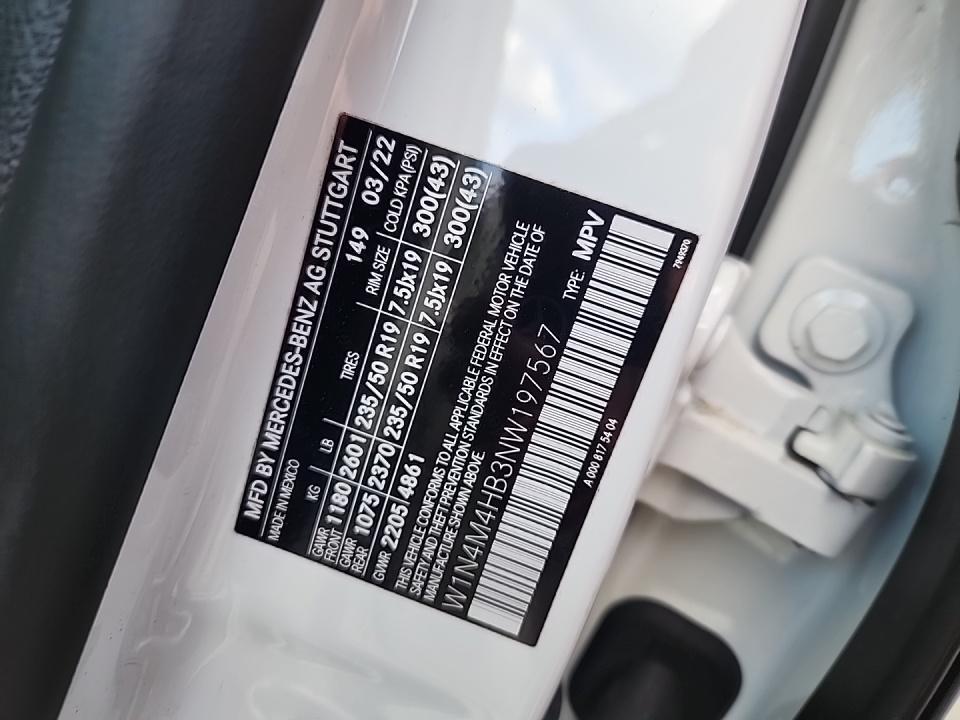 MFD BY MERCEDES-BENZ AG STUTTGART
MADE IN MEXICO 149 03/22
KG LB TIRES RIM SIZE COLD KPA (PSI)
GAWR FRONT 1180 2601 235/50 R19 7.5Jx19 300(43)
GAWR REAR 1075 2370 235/50 R19 7.5Jx19 300(43)
GVWR 2205 4861
THIS VEHICLE CONFORMS TO ALL APPLICABLE FEDERAL MOTOR VEHICLE
SAFETY AND THEFT PREVENTION STANDARDS IN EFFECT ON THE DATE OF
MANUFACTURE SHOWN ABOVE
W1N4M4HB3NW197567 TYPE: MPV
A 000 817 54 04 7949370